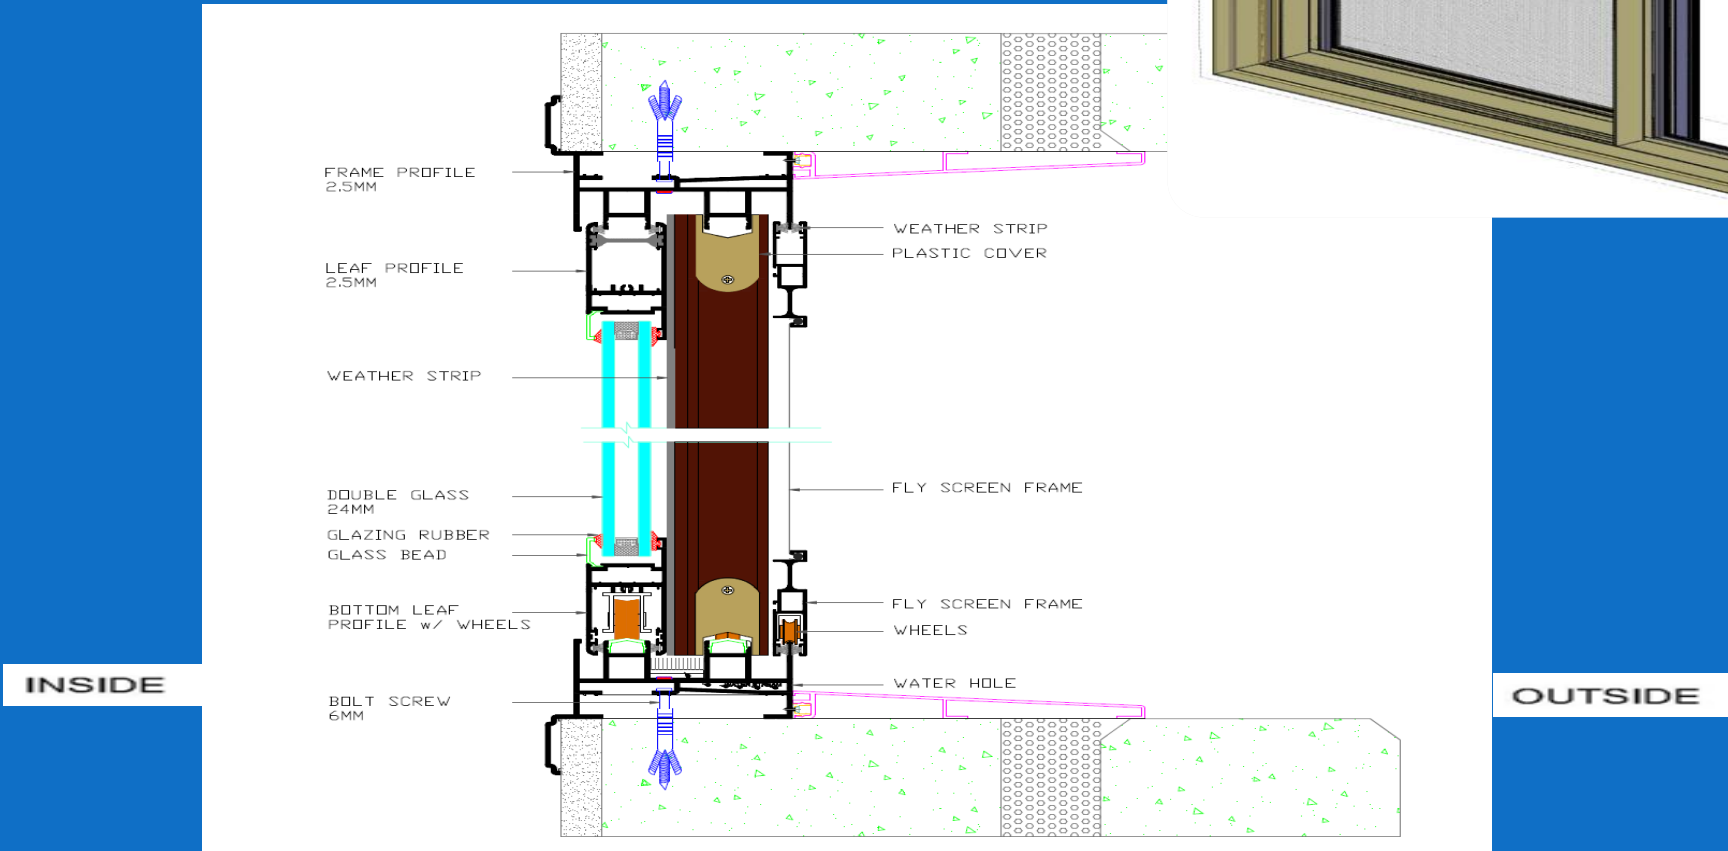 FRAME PROFILE
2.5MM
WEATHER STRIP
PLASTIC COVER
LEAF PROFILE
2.5MM
WEATHER STRIP
FLY SCREEN FRAME
DOUBLE GLASS
24MM
GLAZING RUBBER
GLASS BEAD
FLY SCREEN FRAME
BOTTOM LEAF
PROFILE w/ WHEELS
WHEELS
INSIDE
WATER HOLE
OUTSIDE
BOLT SCREW
6MM